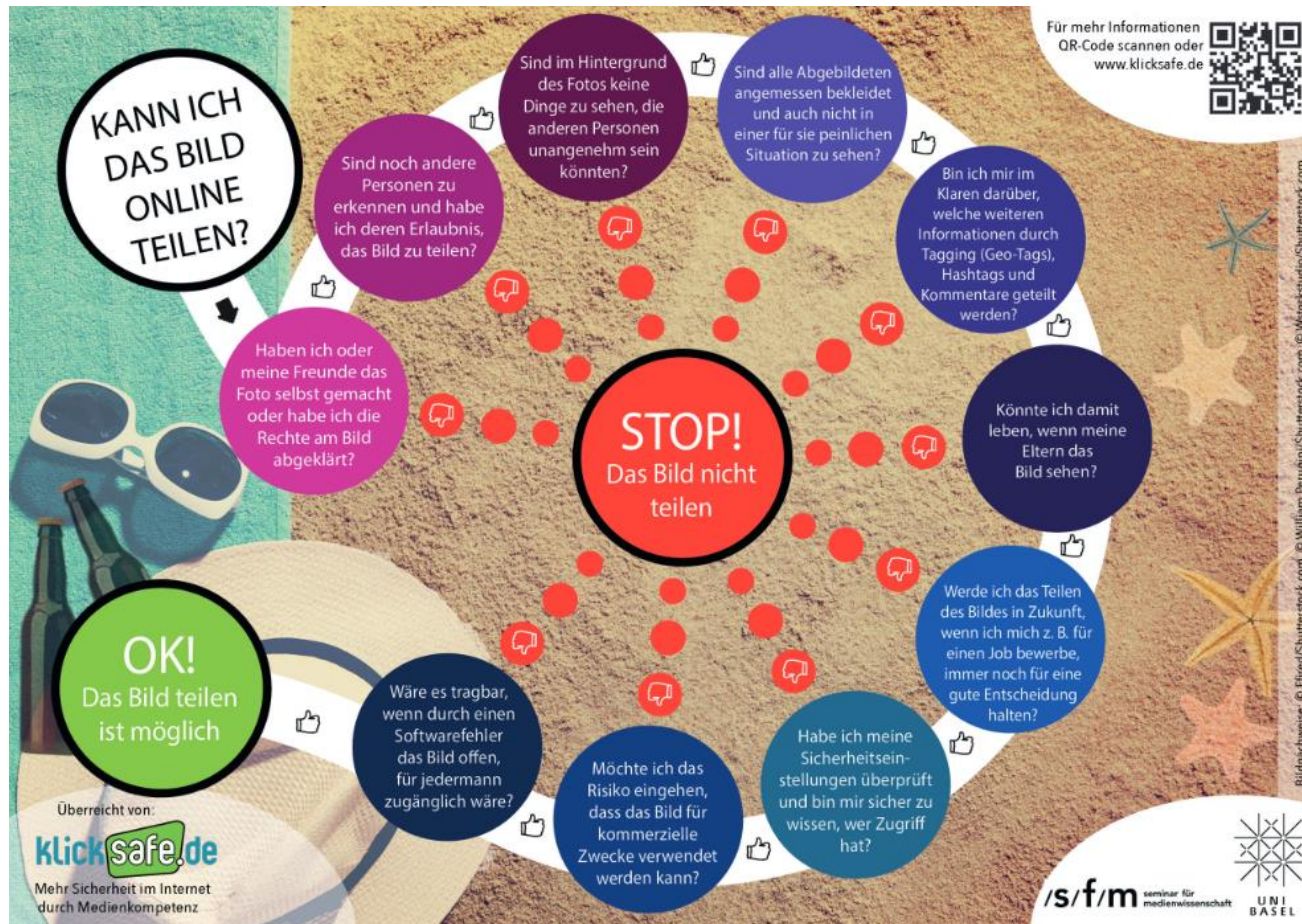 KANN ICH
DAS BILD
ONLINE
TEILEN?
Haben ich oder
meine Freunde das
Foto selbst gemacht
oder habe ich die
Rechte am Bild
abgeklärt?
Sind noch andere
Personen zu
erkennen und habe
ich deren Erlaubnis,
das Bild zu teilen?
Sind im Hintergrund
des Fotos keine
Dinge zu sehen, die
anderen Personen
unangenehm sein
könnten?
Sind alle Abgebildeten
angemessen bekleidet
und auch nicht in
einer für sie peinlichen
Situation zu sehen?
Bin ich mir im
Klaren darüber,
welche weiteren
Informationen durch
Tagging (Geo-Tags),
Hashtags und
Kommentare geteilt
werden?
Könnte ich damit
leben, wenn meine
Eltern das
Bild sehen?
Werde ich das Teilen
des Bildes in Zukunft,
wenn ich mich z. B. für
einen Job bewerbe,
immer noch für eine
gute Entscheidung
halten?
Habe ich meine
Sicherheitsein-
stellungen überprüft
und bin mir sicher zu
wissen, wer Zugriff
hat?
Möchte ich das
Risiko eingehen,
dass das Bild für
kommerzielle
Zwecke verwendet
werden kann?
Wäre es tragbar,
wenn durch einen
Softwarefehler
das Bild offen,
für jedermann
zugänglich wäre?
OK!
Das Bild teilen
ist möglich
STOP!
Das Bild nicht
teilen
Für mehr Informationen
QR-Code scannen oder
www.klicksafe.de
Überreicht von:
klicksafe.de
Mehr Sicherheit im Internet
durch Medienkompetenz
/s/f/m seminar für
medienwissenschaft
UNI
BASEL